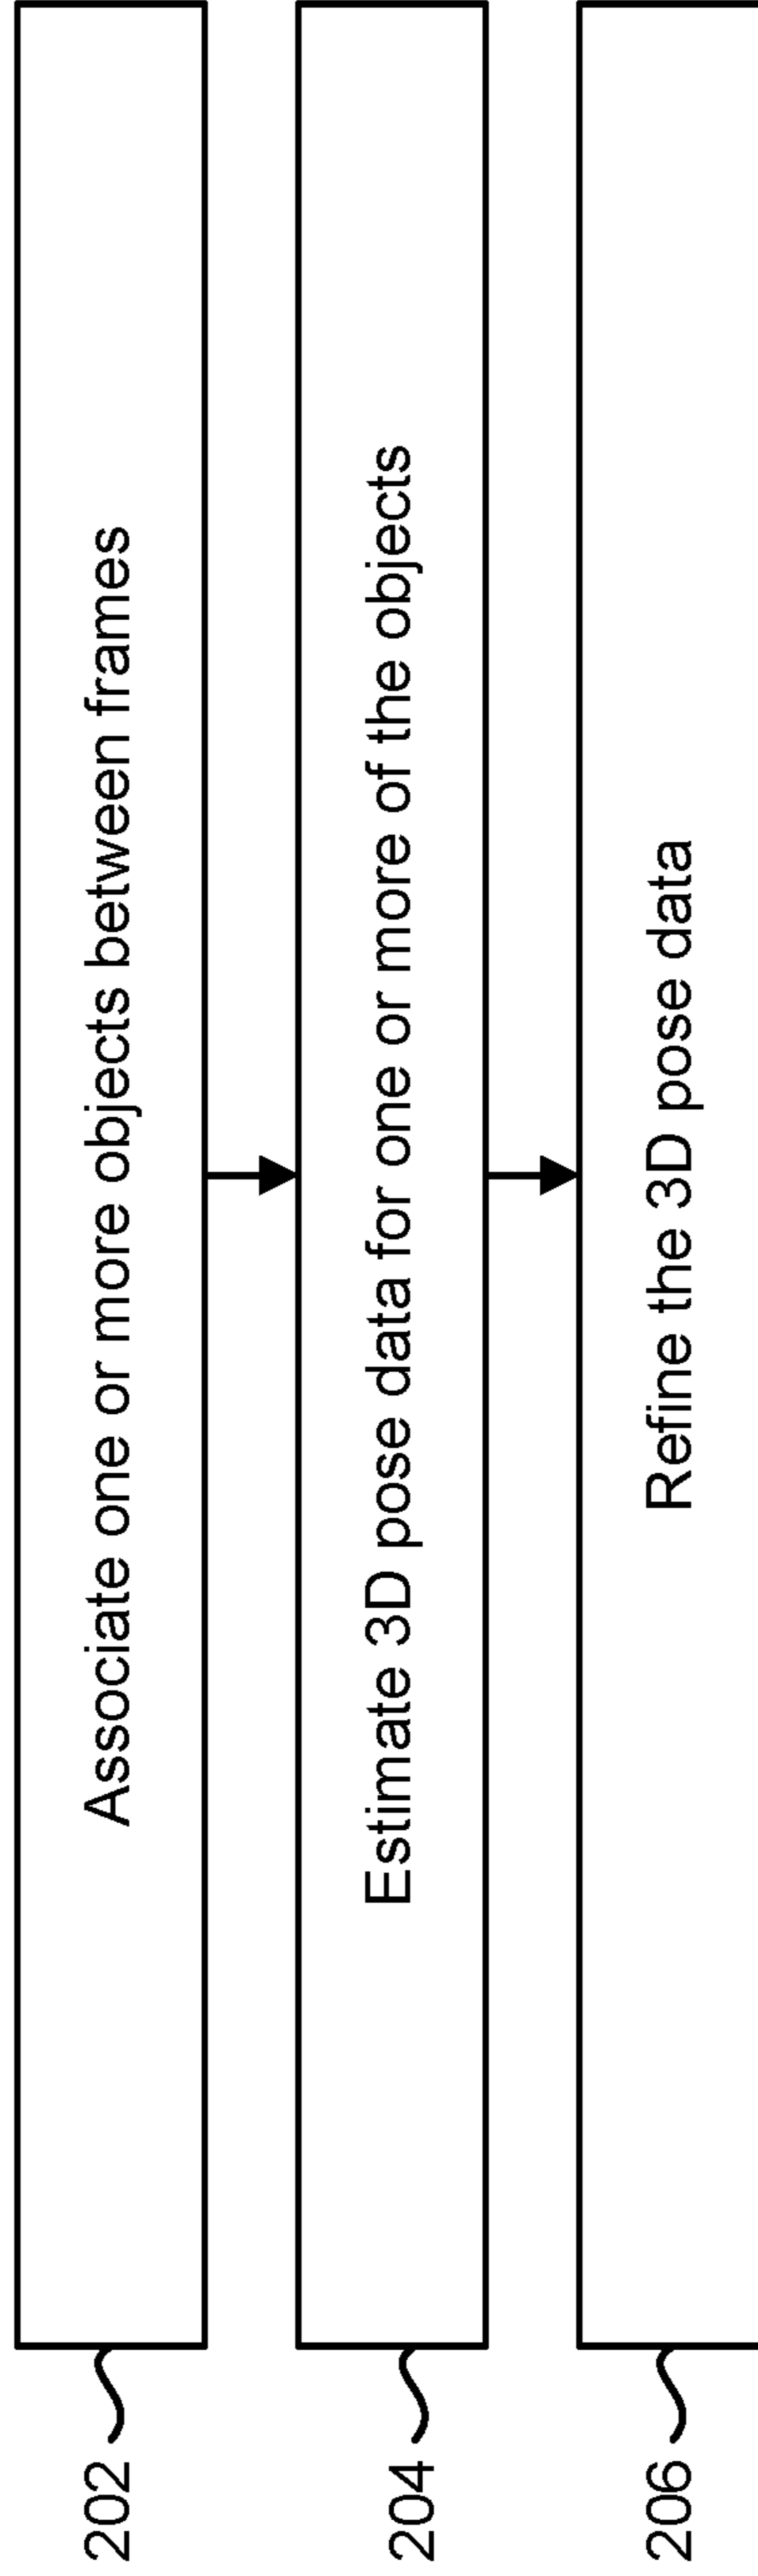 202
Associate one or more objects between frames
204
Estimate 3D pose data for one or more of the objects
206
Refine the 3D pose data